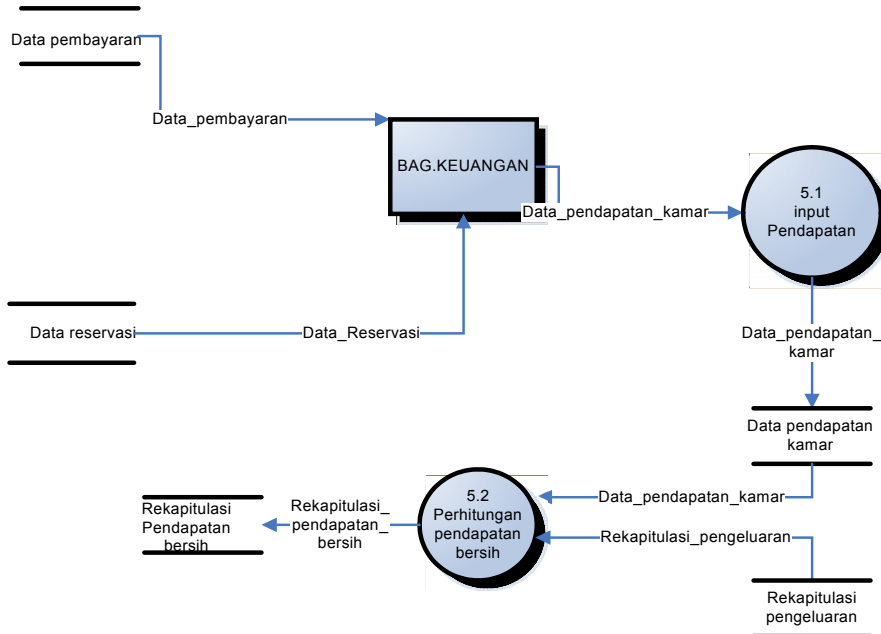 Data pembayaran
Data_pembayaran
BAG.KEUANGAN
Data_pendapatan_kamar
5.1
input
Pendapatan
Data reservasi
Data_Reservasi
Data_pendapatan_
kamar
Data pendapatan
kamar
Data_pendapatan_kamar
5.2
Perhitungan
pendapatan
bersih
Rekapitulasi_
pendapatan_
bersih
Rekapitulasi
Pendapatan
bersih
Rekapitulasi_pengeluaran
Rekapitulasi
pengeluaran